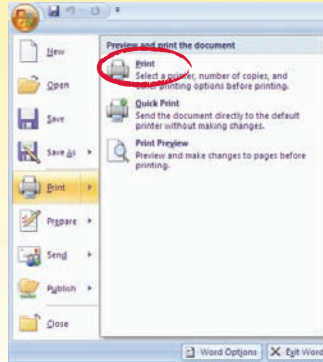 New
Open
Save
Save As
Print
Prepare
Send
Publish
Close
Preview and print the document
Print
Select a printer, number of copies, and
other printing options before printing.
Quick Print
Send the document directly to the default
printer without making changes.
Print Preview
Preview and make changes to pages before
printing.
Word Options
Exit Word